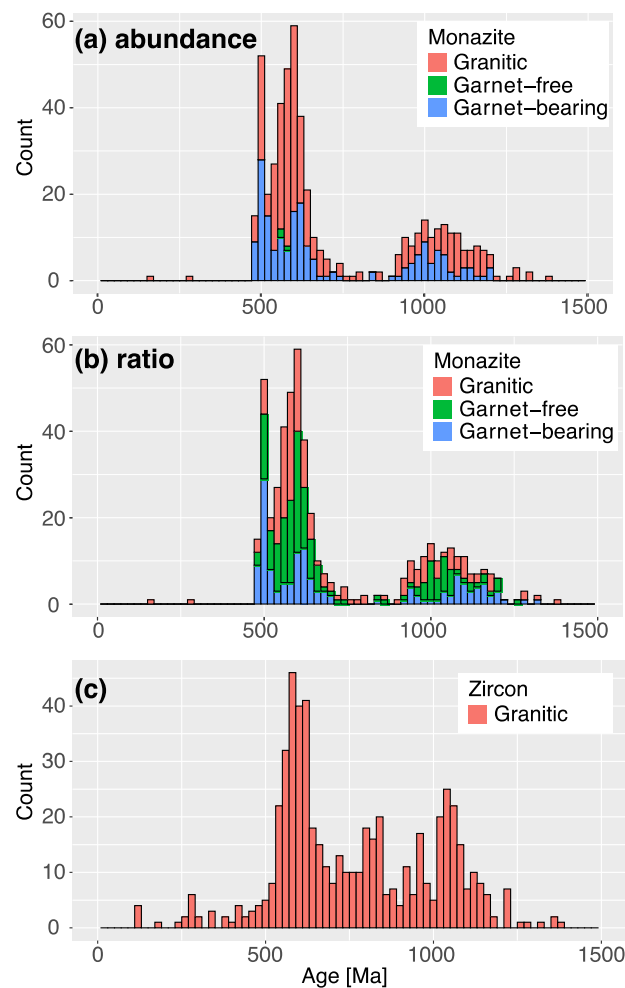 (a) abundance
Monazite
Granitic
Garnet-free
Garnet-bearing
Count
60
40
20
0
0 500 1000 1500
(b) ratio
Monazite
Granitic
Garnet-free
Garnet-bearing
Count
60
40
20
0
0 500 1000 1500
(c)
Zircon
Granitic
Count
40
30
20
10
0
0 500 1000 1500
Age [Ma]